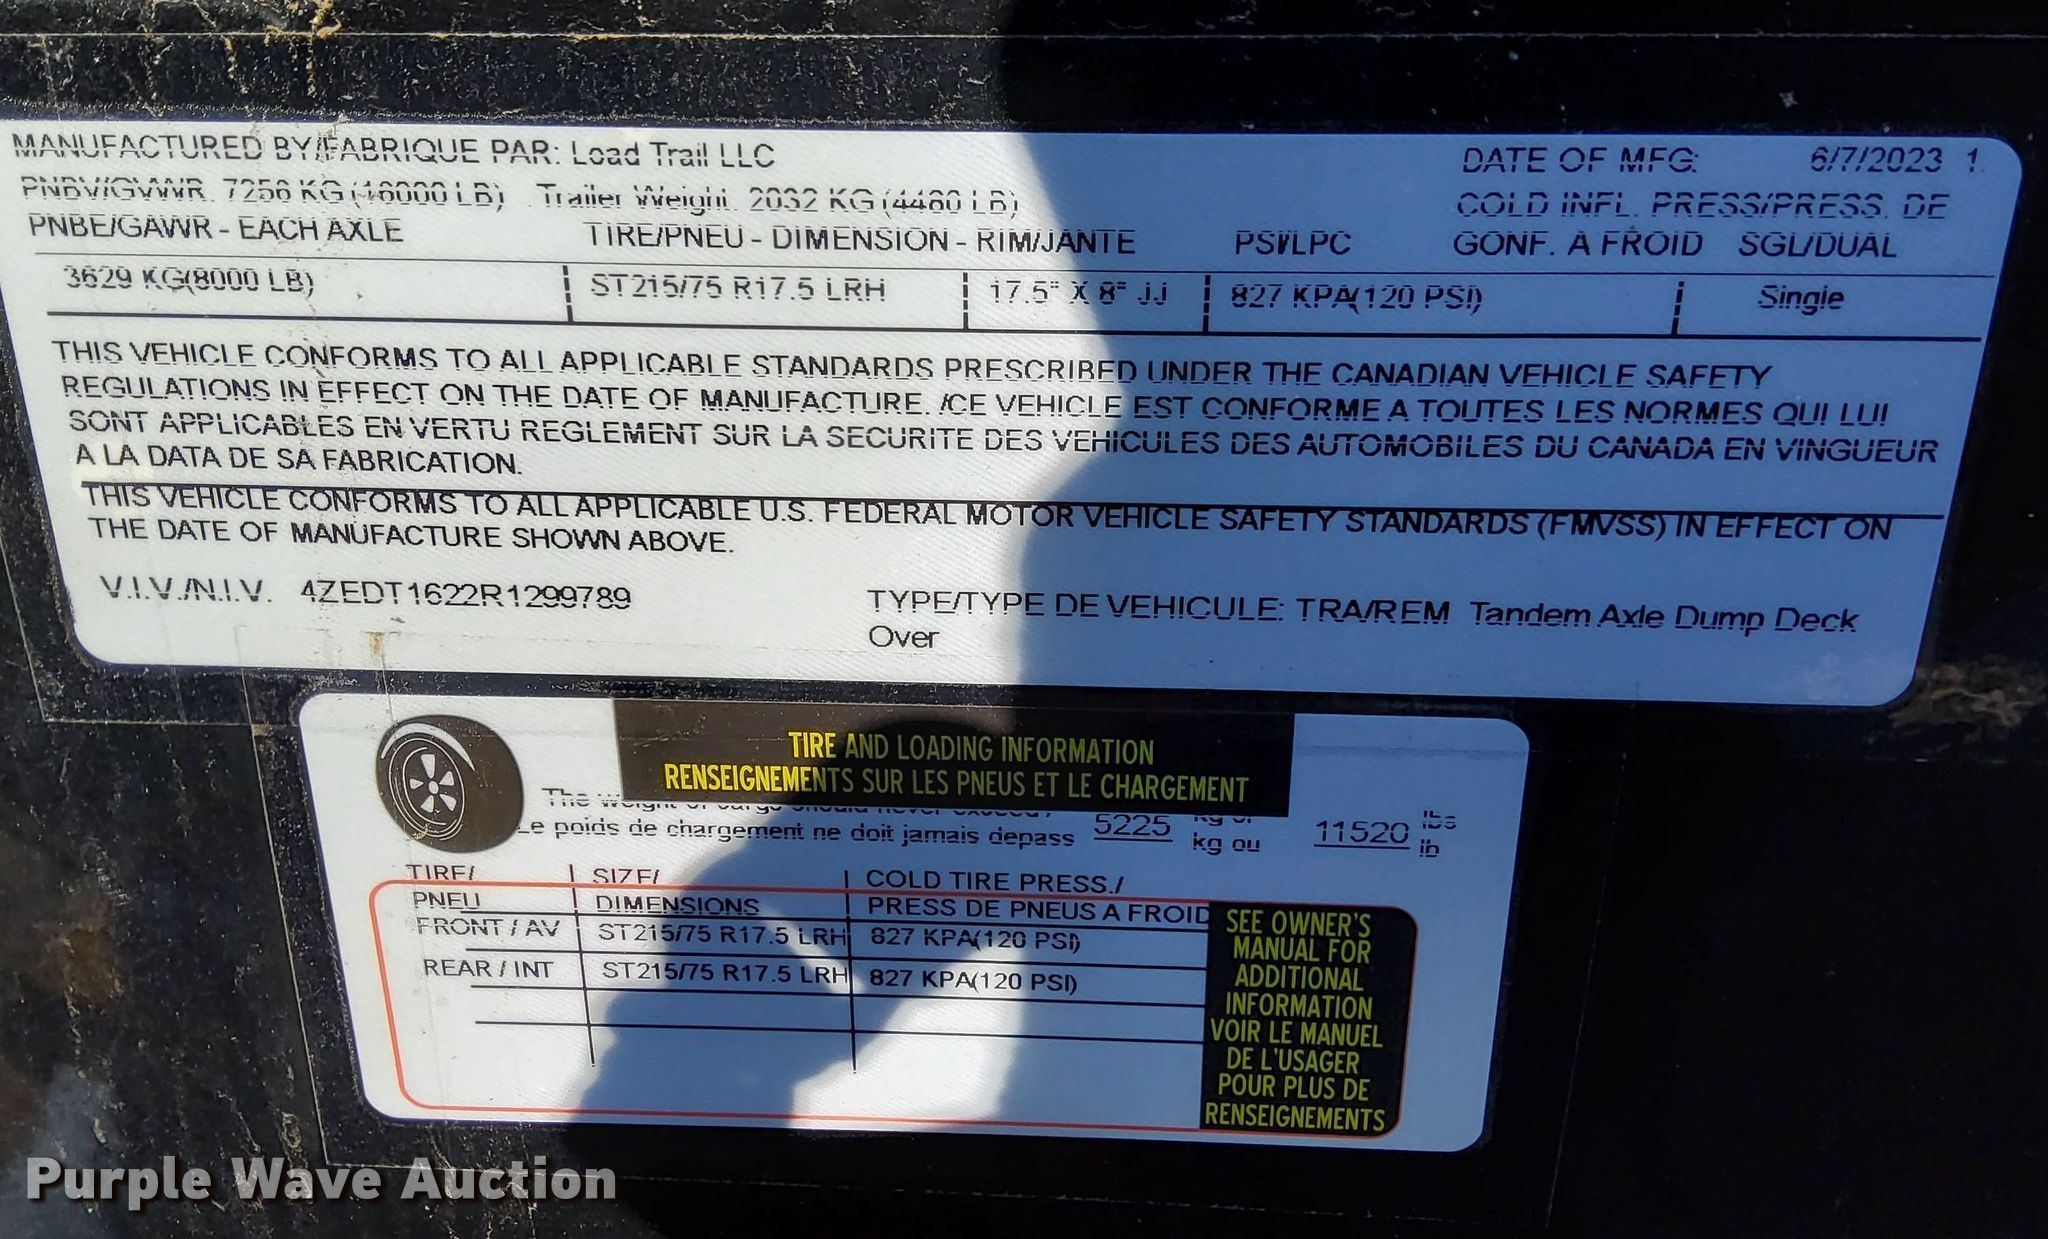 MANUFACTURED BY/FABRIQUE PAR: Load Trail LLC DATE OF MFG: 6/7/2023 1
PNBV/GVWR. 7256 KG (16000 LB) Trailer Weight. 2032 KG (4480 LB) COLD INFL. PRESS/PRESS. DE
PNBE/GAWR - EACH AXLE TIRE/PNEU - DIMENSION - RIM/JANTE PSI/LPC GONF. A FROID SGL/DUAL
3629 KG(8000 LB) ST215/75 R17.5 LRH 17.5" X 8" JJ 827 KPA(120 PSI) Single
THIS VEHICLE CONFORMS TO ALL APPLICABLE STANDARDS PRESCRIBED UNDER THE CANADIAN VEHICLE SAFETY
REGULATIONS IN EFFECT ON THE DATE OF MANUFACTURE. /CE VEHICLE EST CONFORME A TOUTES LES NORMES QUI LUI
SONT APPLICABLES EN VERTU REGLEMENT SUR LA SECURITE DES VEHICULES DES AUTOMOBILES DU CANADA EN VINGUEUR
A LA DATA DE SA FABRICATION.
THIS VEHICLE CONFORMS TO ALL APPLICABLE U.S. FEDERAL MOTOR VEHICLE SAFETY STANDARDS (FMVSS) IN EFFECT ON
THE DATE OF MANUFACTURE SHOWN ABOVE.
V.I.V./N.I.V. 4ZEDT1622R1299789 TYPE/TYPE DE VEHICULE: TRA/REM Tandem Axle Dump Deck
Over
TIRE AND LOADING INFORMATION
RENSEIGNEMENTS SUR LES PNEUS ET LE CHARGEMENT
The weight of cargo should never exceed / kg or lbs
Le poids de chargement ne doit jamais depass 5225 kg ou 11520 lb
TIRE/ SIZE/ COLD TIRE PRESS./
PNEU DIMENSIONS PRESS DE PNEUS A FROID
FRONT / AV ST215/75 R17.5 LRH 827 KPA(120 PSI)
REAR / INT ST215/75 R17.5 LRH 827 KPA(120 PSI)
SEE OWNER'S
MANUAL FOR
ADDITIONAL
INFORMATION
VOIR LE MANUEL
DE L'USAGER
POUR PLUS DE
RENSEIGNEMENTS
Purple Wave Auction